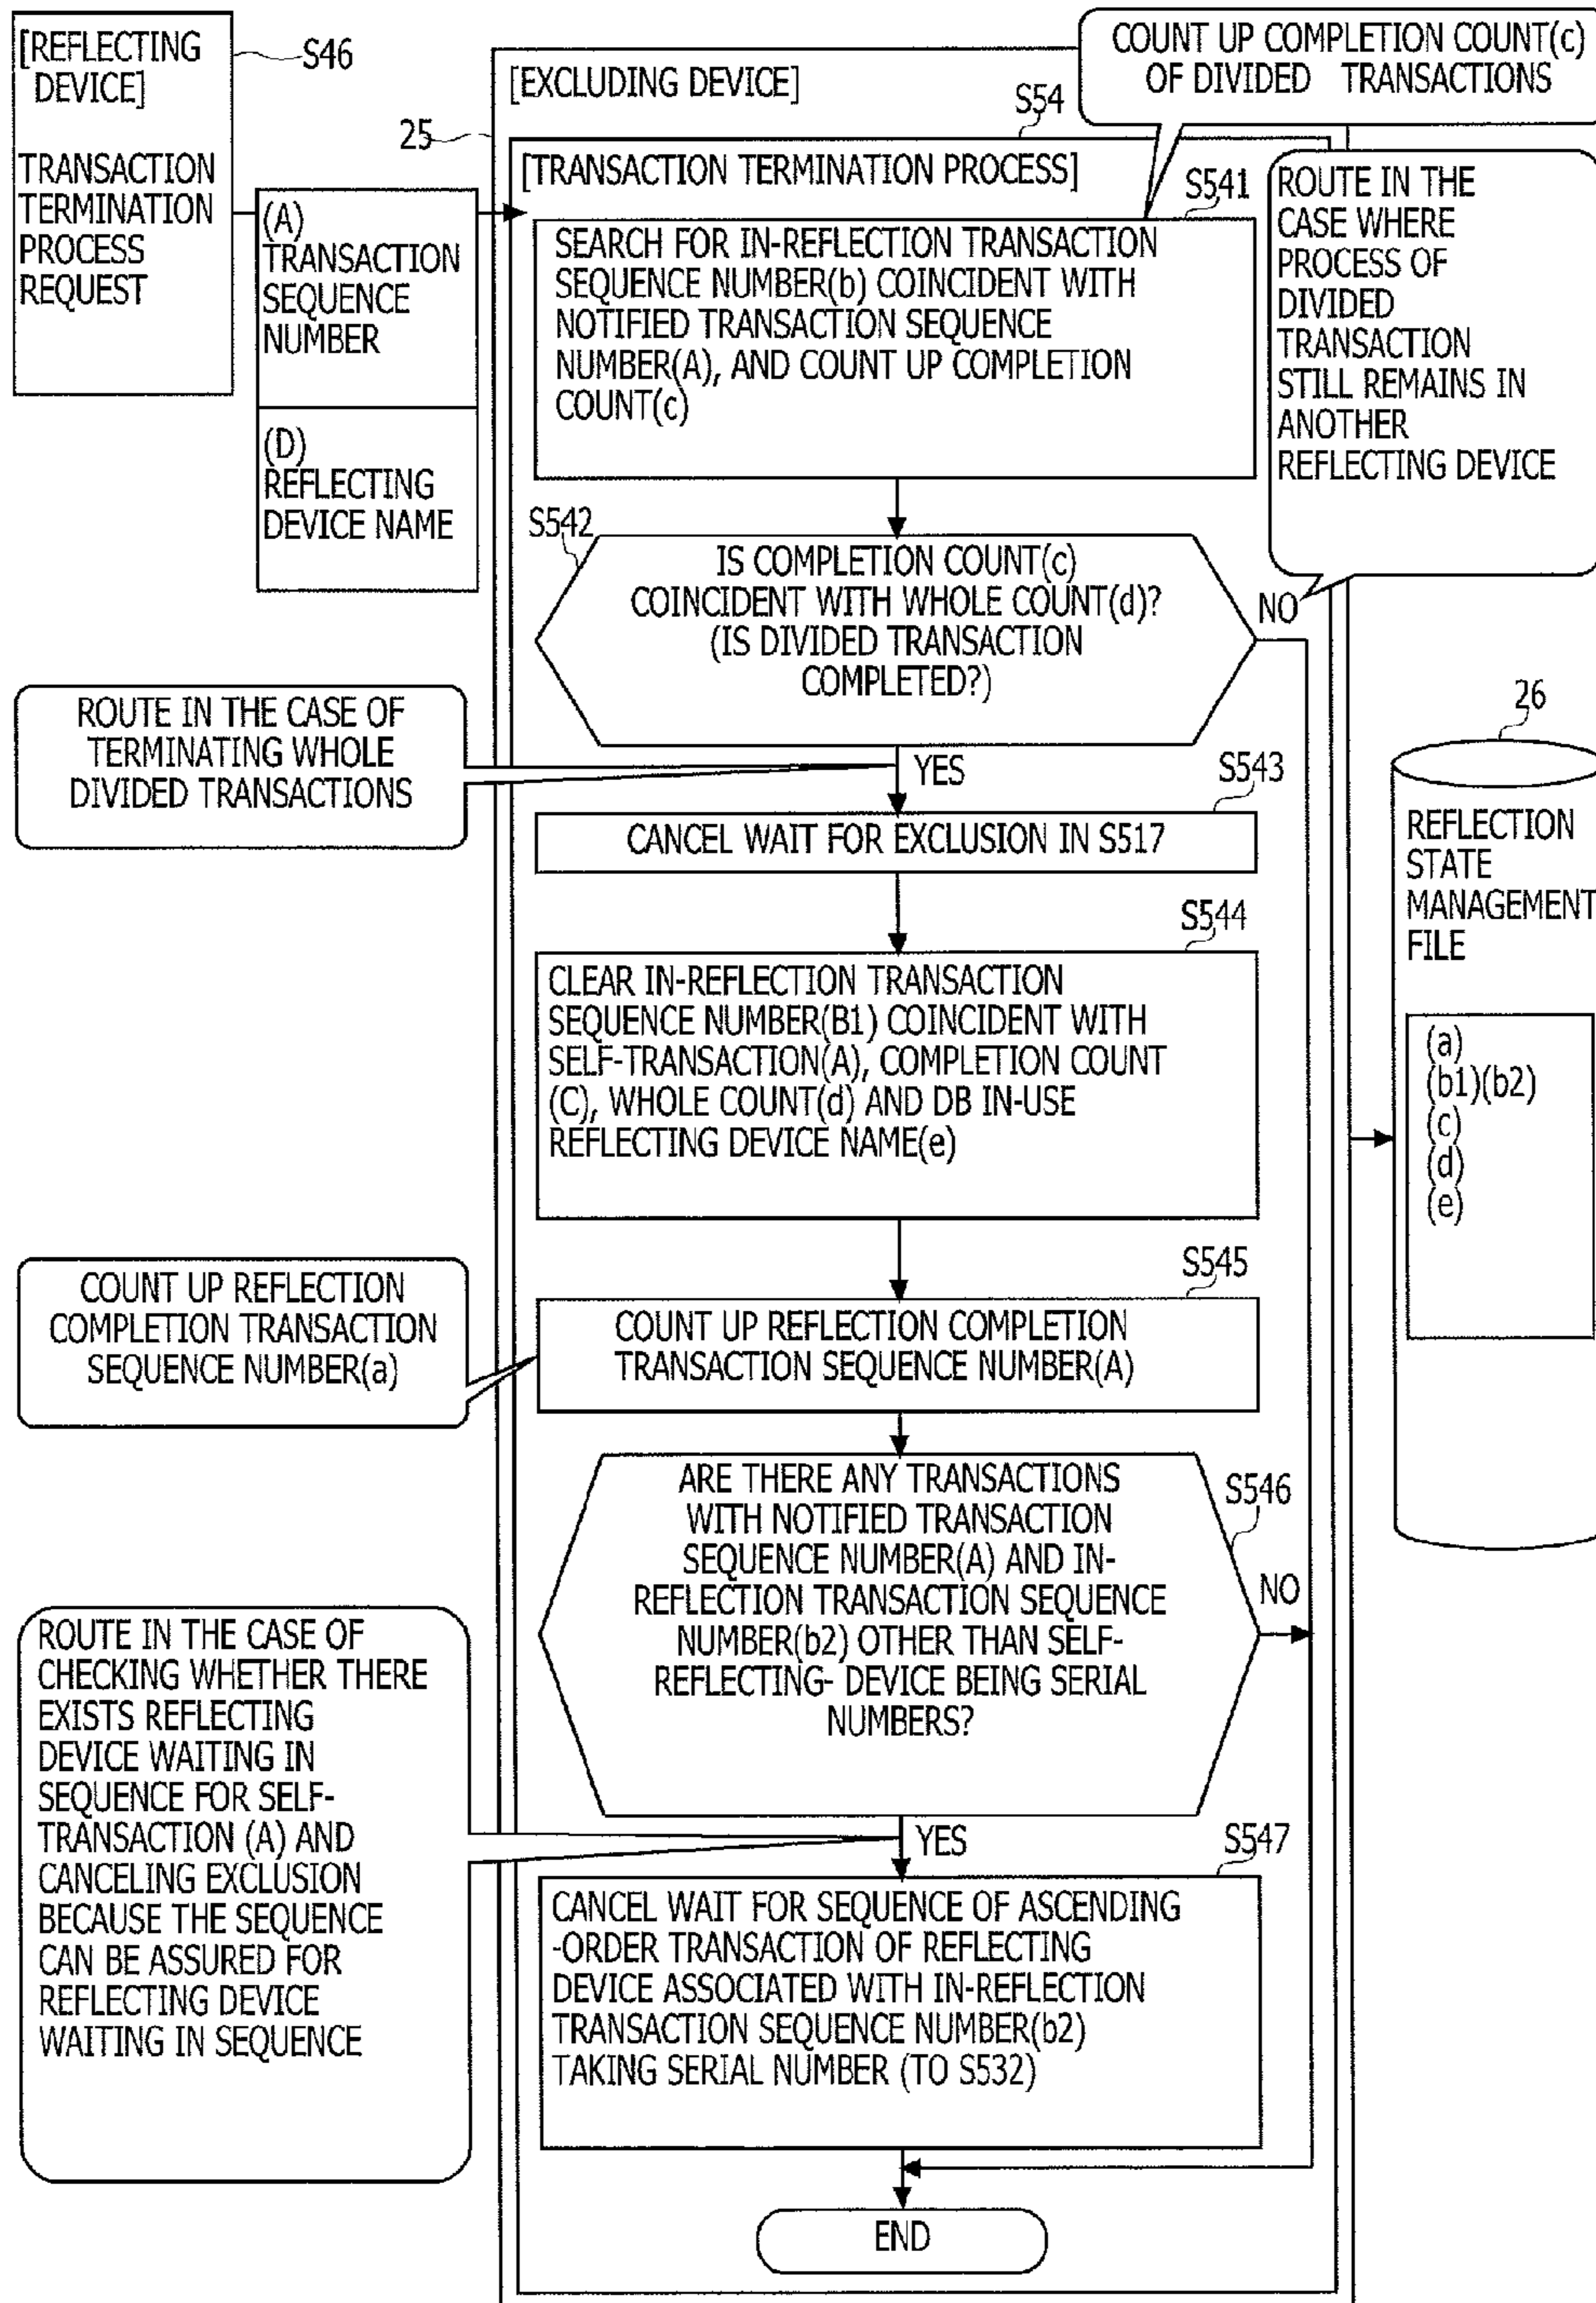 [REFLECTING
DEVICE]
TRANSACTION
TERMINATION
PROCESS
REQUEST
S46
(A)
TRANSACTION
SEQUENCE
NUMBER
(D)
REFLECTING
DEVICE NAME
25
[EXCLUDING DEVICE]
COUNT UP COMPLETION COUNT(c)
OF DIVIDED TRANSACTIONS
S54
[TRANSACTION TERMINATION PROCESS]
S541
SEARCH FOR IN-REFLECTION TRANSACTION
SEQUENCE NUMBER(b) COINCIDENT WITH
NOTIFIED TRANSACTION SEQUENCE
NUMBER(A), AND COUNT UP COMPLETION
COUNT(c)
ROUTE IN THE
CASE WHERE
PROCESS OF
DIVIDED
TRANSACTION
STILL REMAINS IN
ANOTHER
REFLECTING DEVICE
S542
IS COMPLETION COUNT(c)
COINCIDENT WITH WHOLE COUNT(d)?
(IS DIVIDED TRANSACTION
COMPLETED?)
NO
ROUTE IN THE CASE OF
TERMINATING WHOLE
DIVIDED TRANSACTIONS
YES
S543
CANCEL WAIT FOR EXCLUSION IN S517
26
REFLECTION
STATE
MANAGEMENT
FILE
(a)
(b1)(b2)
(c)
(d)
(e)
S544
CLEAR IN-REFLECTION TRANSACTION
SEQUENCE NUMBER(B1) COINCIDENT WITH
SELF-TRANSACTION(A), COMPLETION COUNT
(C), WHOLE COUNT(d) AND DB IN-USE
REFLECTING DEVICE NAME(e)
COUNT UP REFLECTION
COMPLETION TRANSACTION
SEQUENCE NUMBER(a)
S545
COUNT UP REFLECTION COMPLETION
TRANSACTION SEQUENCE NUMBER(A)
S546
ARE THERE ANY TRANSACTIONS
WITH NOTIFIED TRANSACTION
SEQUENCE NUMBER(A) AND IN-
REFLECTION TRANSACTION SEQUENCE
NUMBER(b2) OTHER THAN SELF-
REFLECTING- DEVICE BEING SERIAL
NUMBERS?
NO
ROUTE IN THE CASE OF
CHECKING WHETHER THERE
EXISTS REFLECTING
DEVICE WAITING IN
SEQUENCE FOR SELF-
TRANSACTION (A) AND
CANCELING EXCLUSION
BECAUSE THE SEQUENCE
CAN BE ASSURED FOR
REFLECTING DEVICE
WAITING IN SEQUENCE
YES
S547
CANCEL WAIT FOR SEQUENCE OF ASCENDING
-ORDER TRANSACTION OF REFLECTING
DEVICE ASSOCIATED WITH IN-REFLECTION
TRANSACTION SEQUENCE NUMBER(b2)
TAKING SERIAL NUMBER (TO S532)
END